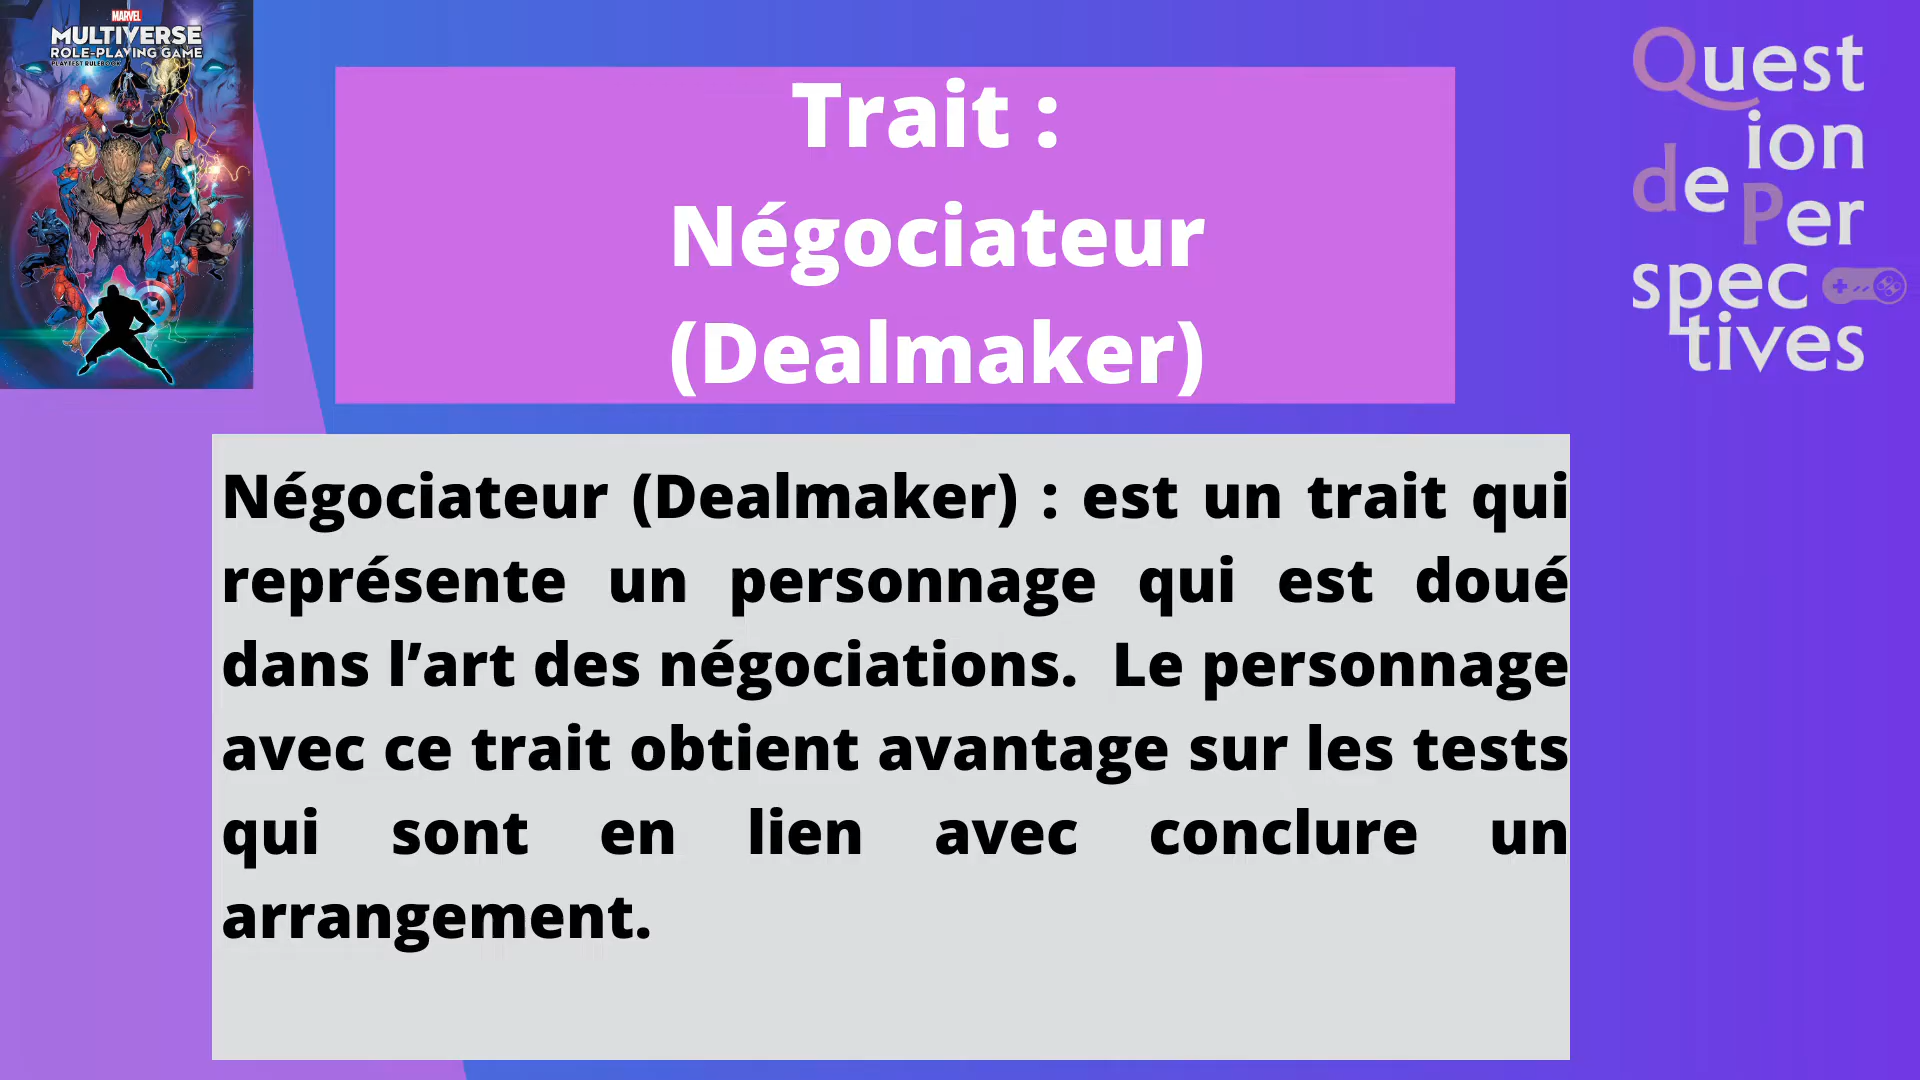 MARVEL
MULTIVERSE
ROLE-PLAYING GAME
PLAYTEST RULEBOOK
Trait :
Négociateur
(Dealmaker)
Quest
ion
de Per
spec
tives
Négociateur (Dealmaker) : est un trait qui
représente un personnage qui est doué
dans l’art des négociations.  Le personnage
avec ce trait obtient avantage sur les tests
qui sont en lien avec conclure un
arrangement.